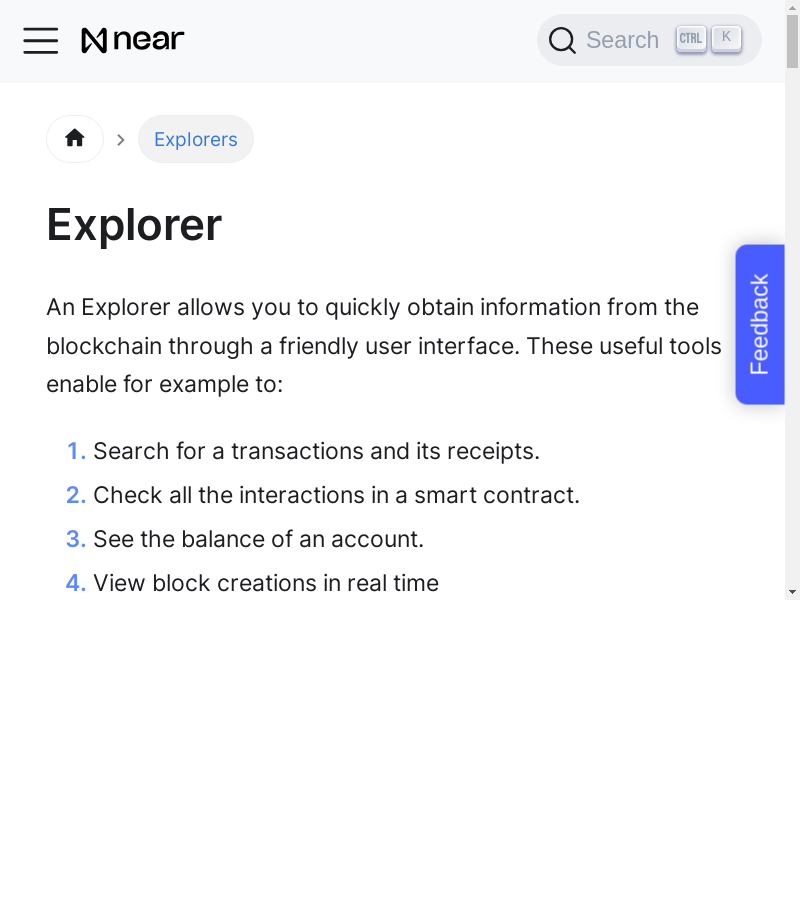 near
Search CTRL K
Explorers
Explorer
Feedback
An Explorer allows you to quickly obtain information from the
blockchain through a friendly user interface. These useful tools
enable for example to:
1. Search for a transactions and its receipts.
2. Check all the interactions in a smart contract.
3. See the balance of an account.
4. View block creations in real time